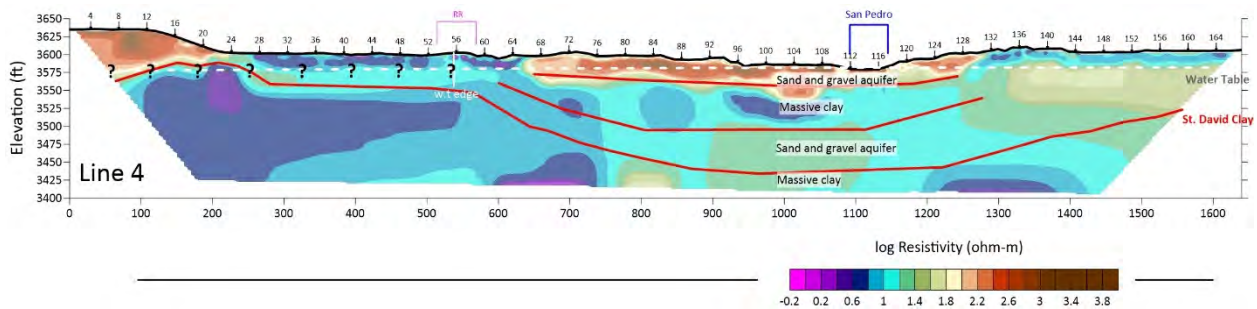 RR
San Pedro
3650
3625
3600
3575
3550
3500
3475
3450
3425
3400
Elevation (ft)
4 8 12 16 20 24 28 32 36 40 44 48 52 56 60 64 68 72 76 80 84 88 92 96 100 104 108 112 116 120 124 128 132 136 140 144 148 152 156 160 164
? ? ? ? ? ? ? ?
w.t edge
Sand and gravel aquifer
Water Table
Massive clay
St. David Clay
Sand and gravel aquifer
Massive clay
Line 4
0 100 200 300 400 500 600 700 800 900 1000 1100 1200 1300 1400 1500 1600
log Resistivity (ohm-m)
-0.2 0.2 0.6 1 1.4 1.8 2.2 2.6 3 3.4 3.8